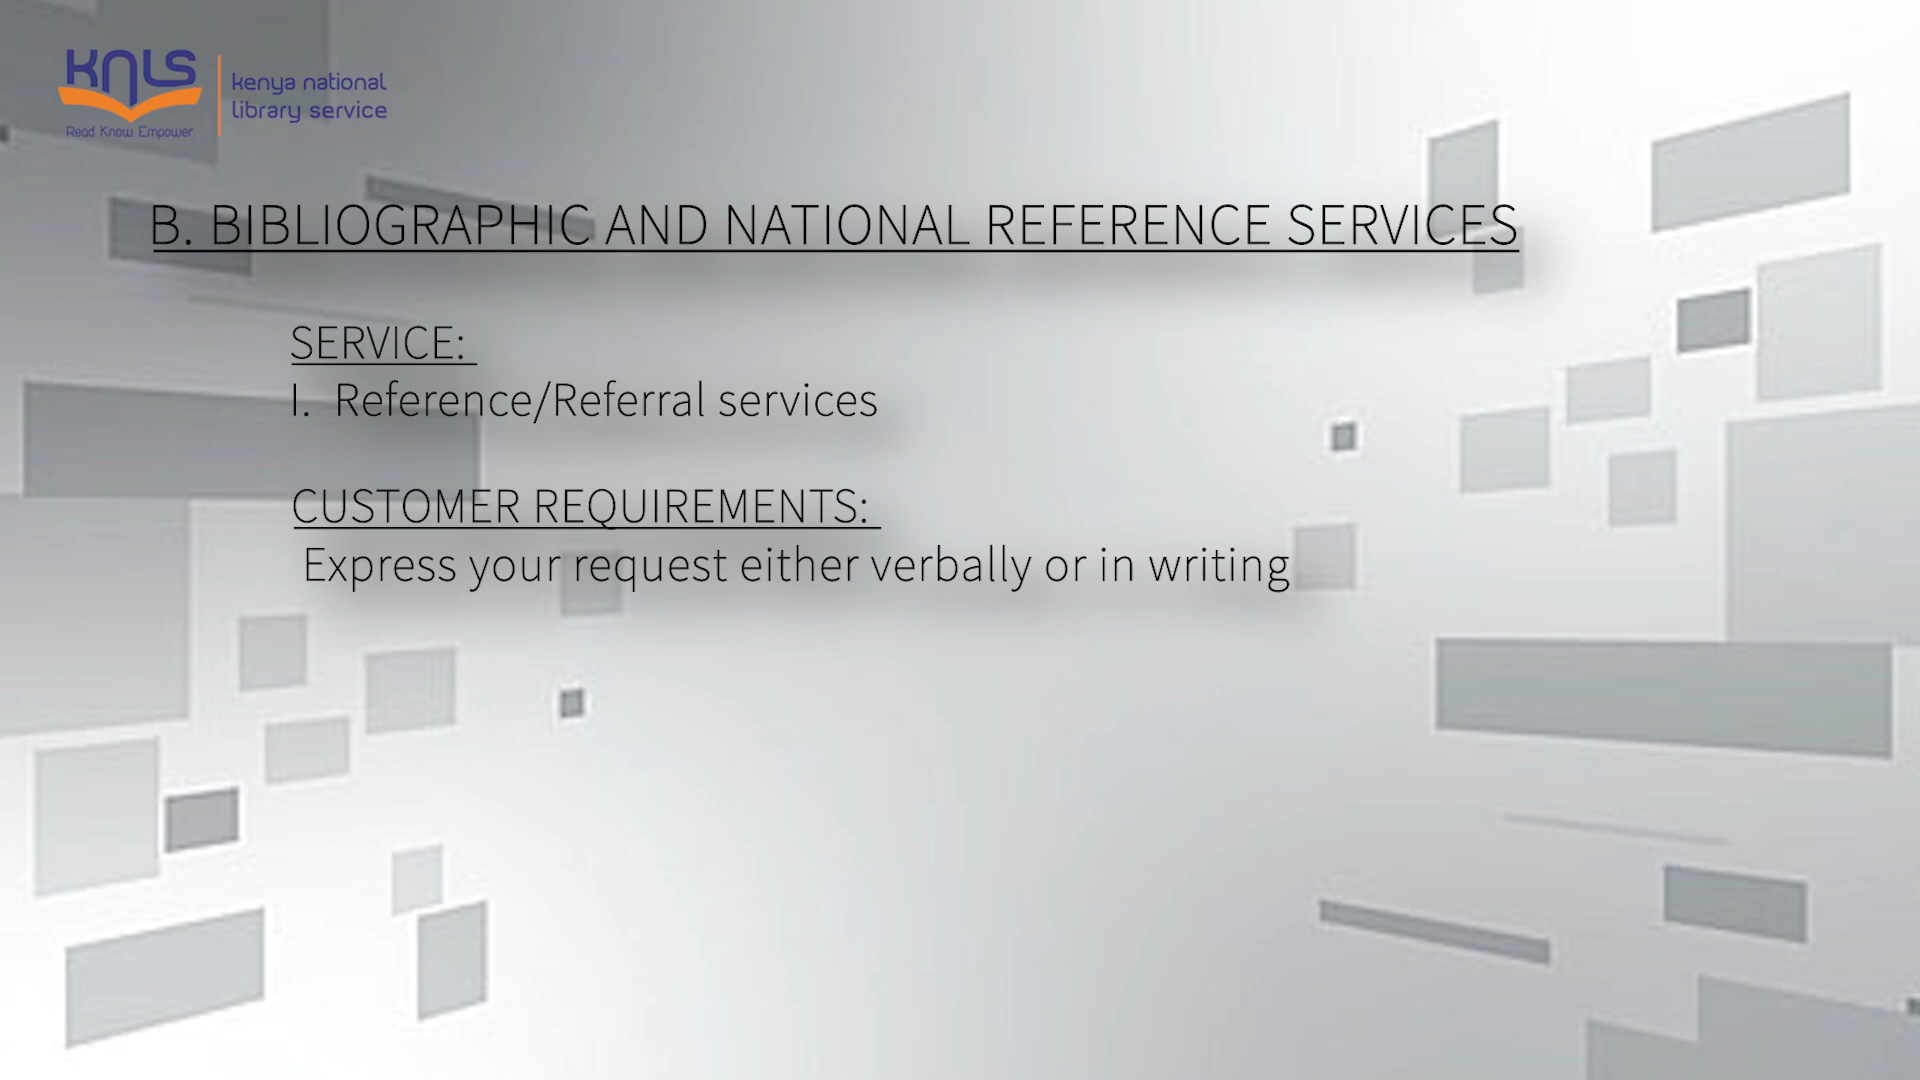 KNLS
Read Know Empower
kenya national
library service
B. BIBLIOGRAPHIC AND NATIONAL REFERENCE SERVICES
SERVICE:
I. Reference/Referral services
CUSTOMER REQUIREMENTS:
Express your request either verbally or in writing